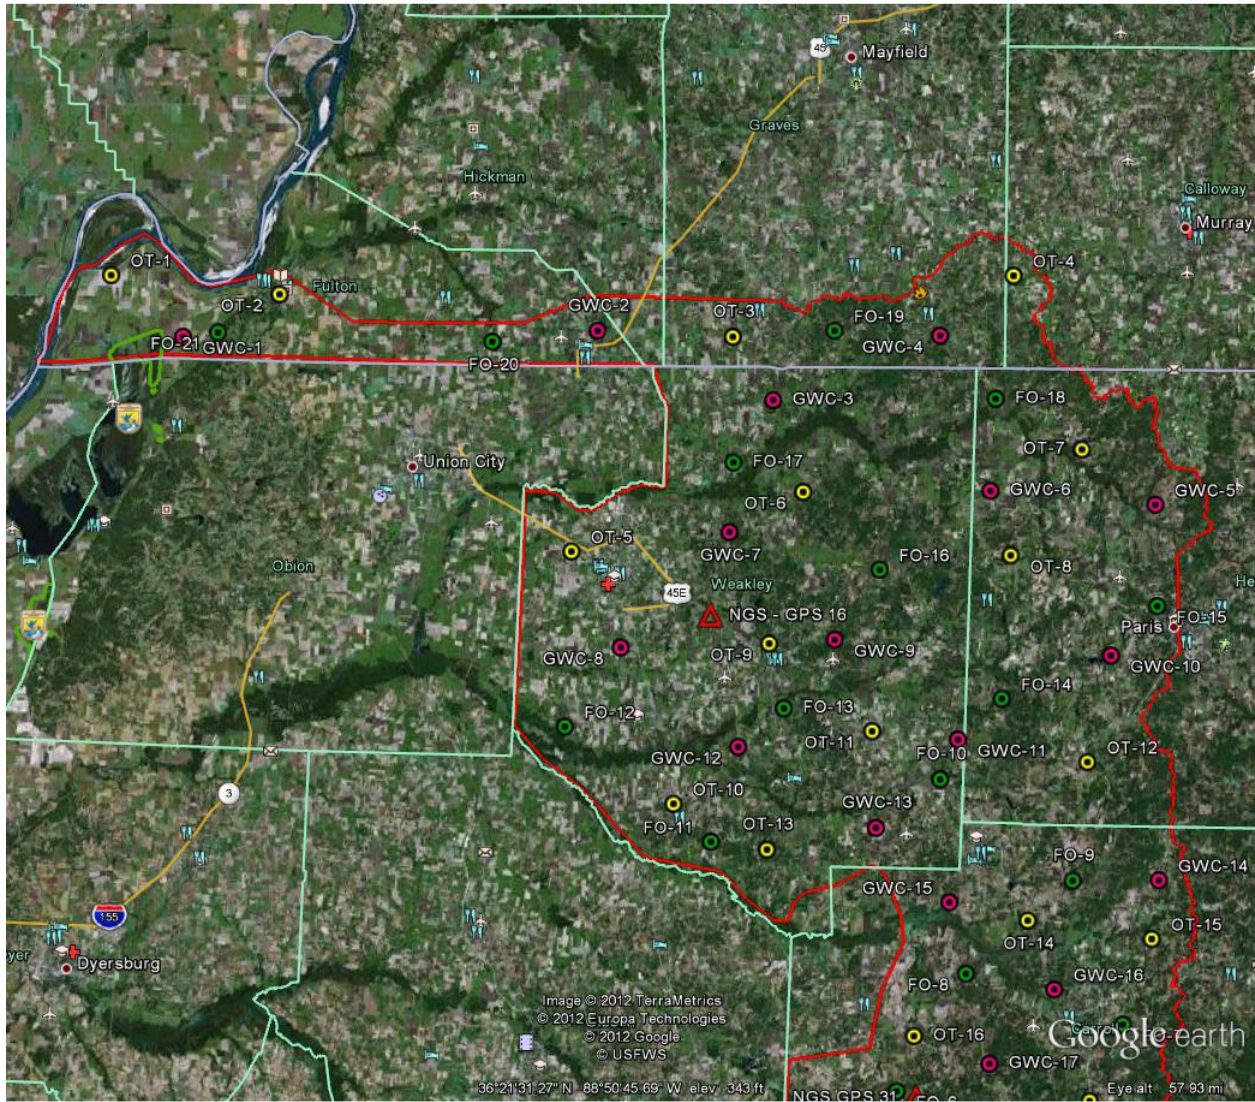 45
Mayfield
Graves
Hickman
Calloway
Murray
OT-1
OT-4
Fulton
OT-2
GWC-2
OT-3
FO-19
FO-21
GWC-1
FO-20
GWC-4
GWC-3
FO-18
OT-7
Union City
FO-17
GWC-6
GWC-5
OT-6
OT-5
GWC-7
FO-16
OT-8
Obion
Weakley
He
45E
NGS - GPS 16
FO-15
Paris
GWC-8
OT-9
GWC-9
GWC-10
FO-14
FO-12
FO-13
OT-11
GWC-12
FO-10
GWC-11
OT-12
3
OT-10
GWC-13
FO-11
OT-13
FO-9
GWC-14
GWC-15
155
OT-14
OT-15
yer
Dyersburg
FO-8
GWC-16
Image © 2012 TerraMetrics
© 2012 Europa Technologies
© 2012 Google
© USFWS
OT-16
Google earth
GWC-17
36°21'31.27" N 88°50'45.69" W elev 343 ft
Eye alt 57.93 mi
NGS GPS 31
FO-6